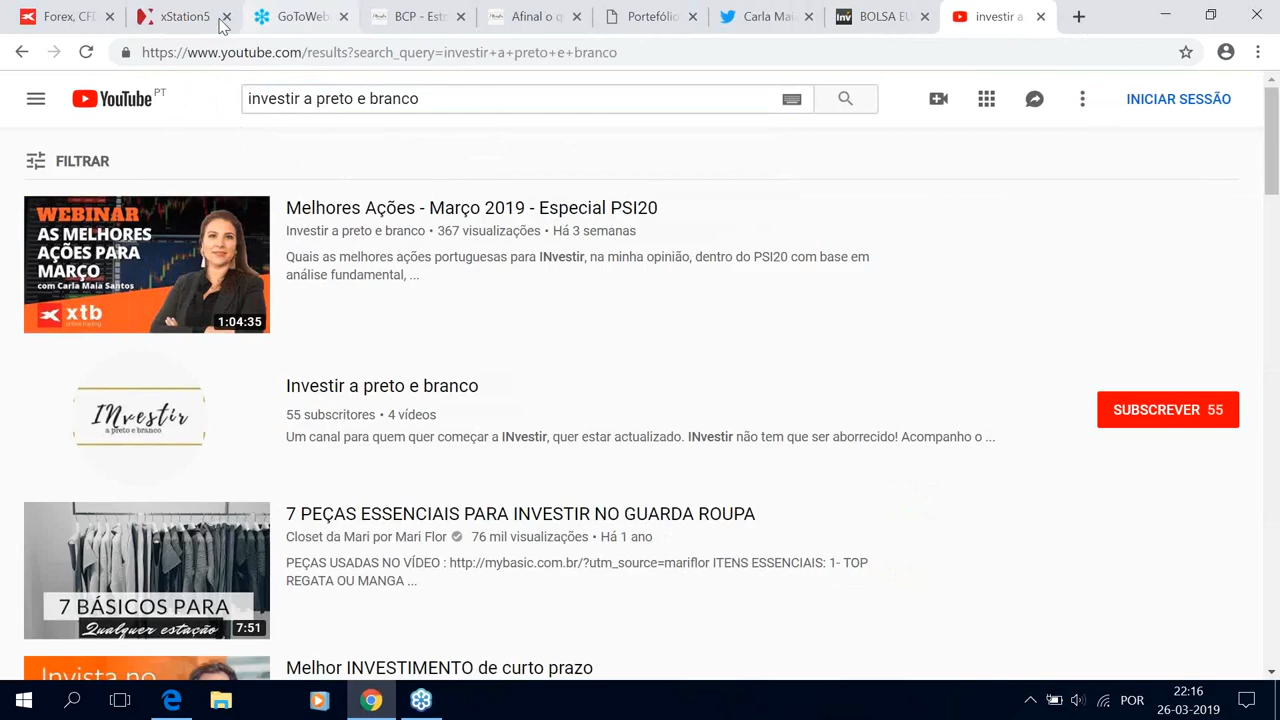 Forex, CFD
xStation5
GoToWeb
BCP - Estr
Afinal o q
Portefólio
Carla Mai
Inv
BOLSA EU
investir a
https://www.youtube.com/results?search_query=investir+a+preto+e+branco
YouTube PT
investir a preto e branco
INICIAR SESSÃO
FILTRAR
WEBINAR
AS MELHORES
AÇÕES PARA
MARÇO
com Carla Maia Santos
xtb
online trading
1:04:35
Melhores Ações - Março 2019 - Especial PSI20
Investir a preto e branco • 367 visualizações • Há 3 semanas
Quais as melhores ações portuguesas para INvestir, na minha opinião, dentro do PSI20 com base em
análise fundamental, ...
INvestir
a preto e branco
Investir a preto e branco
55 subscritores • 4 vídeos
Um canal para quem quer começar a INvestir, quer estar actualizado. INvestir não tem que ser aborrecido! Acompanho o ...
SUBSCREVER 55
7 BÁSICOS PARA
Qualquer estação
7:51
7 PEÇAS ESSENCIAIS PARA INVESTIR NO GUARDA ROUPA
Closet da Mari por Mari Flor 76 mil visualizações • Há 1 ano
PEÇAS USADAS NO VÍDEO : http://mybasic.com.br/?utm_source=mariflor ITENS ESSENCIAIS: 1- TOP
REGATA OU MANGA ...
Invista no
Melhor INVESTIMENTO de curto prazo
POR
22:16
26-03-2019